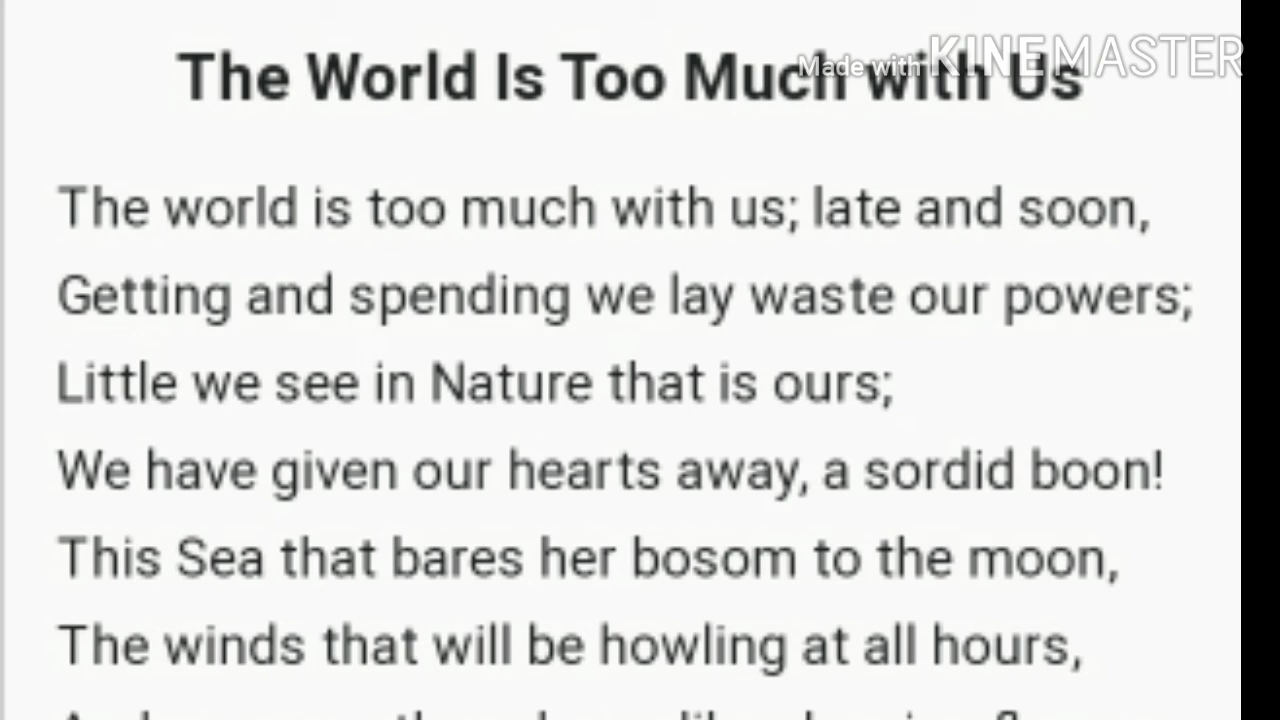 The World Is Too Much with Us
Made with KINEMASTER
The world is too much with us; late and soon,
Getting and spending we lay waste our powers;
Little we see in Nature that is ours;
We have given our hearts away, a sordid boon!
This Sea that bares her bosom to the moon,
The winds that will be howling at all hours,